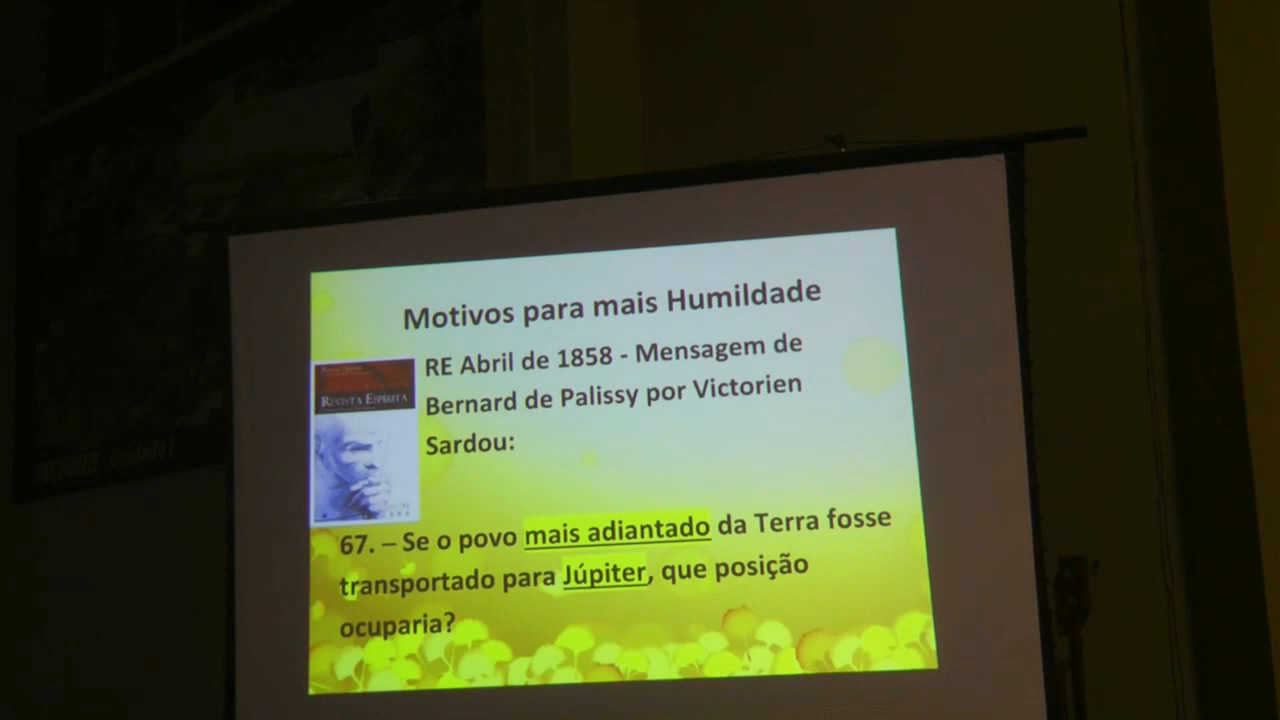 Motivos para mais Humildade
RE Abril de 1858 - Mensagem de
Bernard de Palissy por Victorien
Sardou:
REVISTA ESPÍRITA
67. – Se o povo mais adiantado da Terra fosse
transportado para Júpiter, que posição
ocuparia?